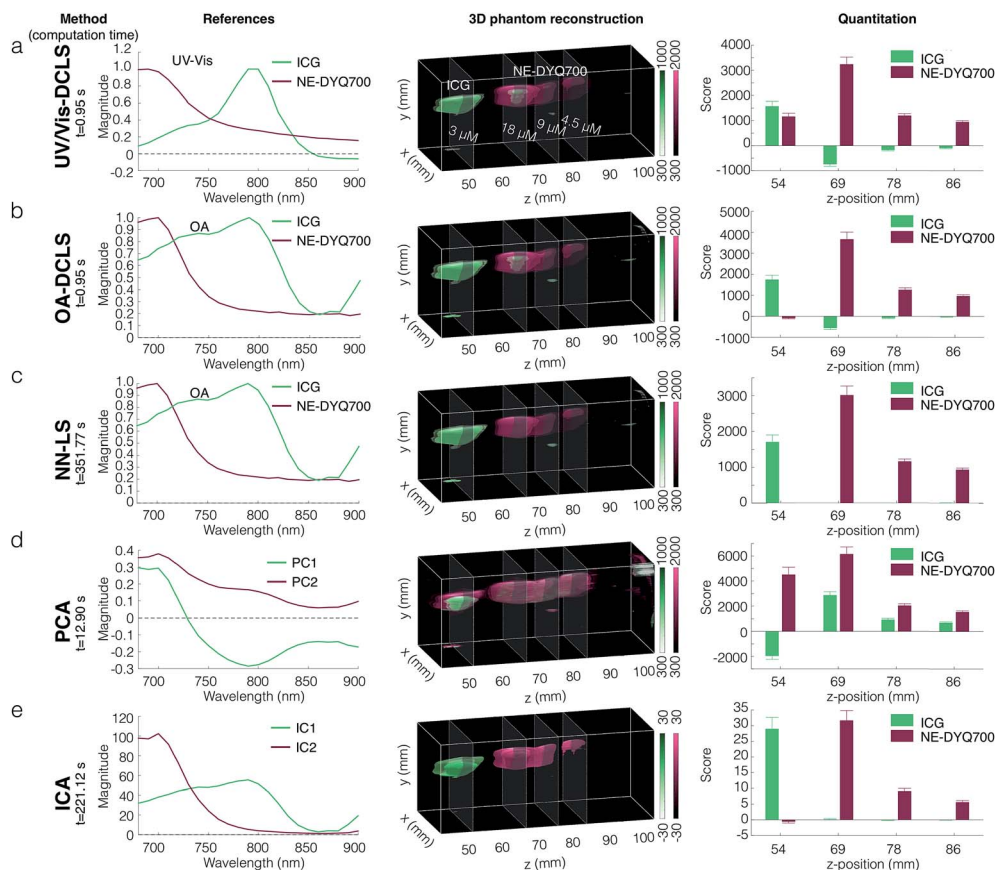 Method
(computation time)
References
3D phantom reconstruction
Quantitation
a
UV/Vis-DCLS
t=0.95 s
Magnitude
1.2
1.0
0.8
0.6
0.4
0.2
0
-0.2
UV-Vis
ICG
NE-DYQ700
700
750
800
850
900
Wavelength (nm)
y (mm)
x (mm)
ICG
NE-DYQ700
3 µM
18 µM
9 µM
4.5 µM
50
60
70
80
90
100
z (mm)
300
1000
300
2000
Score
4000
3000
2000
1000
0
-1000
ICG
NE-DYQ700
54
69
78
86
z-position (mm)
b
OA-DCLS
t=0.95 s
Magnitude
1.0
0.9
0.8
0.7
0.6
0.5
0.4
0.3
0.2
0.1
0
OA
ICG
NE-DYQ700
700
750
800
850
900
Wavelength (nm)
y (mm)
x (mm)
50
60
70
80
90
100
z (mm)
300
1000
300
2000
Score
5000
4000
3000
2000
1000
0
-1000
ICG
NE-DYQ700
54
69
78
86
z-position (mm)
c
NN-LS
t=351.77 s
Magnitude
1.0
0.9
0.8
0.7
0.6
0.5
0.4
0.3
0.2
0.1
0
OA
ICG
NE-DYQ700
700
750
800
850
900
Wavelength (nm)
y (mm)
x (mm)
50
60
70
80
90
100
z (mm)
300
1000
300
2000
Score
3000
2000
1000
0
ICG
NE-DYQ700
54
69
78
86
z-position (mm)
d
PCA
t=12.90 s
Magnitude
0.4
0.3
0.2
0.1
0
-0.1
-0.2
-0.3
PC1
PC2
700
750
800
850
900
Wavelength (nm)
y (mm)
x (mm)
50
60
70
80
90
100
z (mm)
300
1000
300
2000
Score
6000
4000
2000
0
-2000
ICG
NE-DYQ700
54
69
78
86
z-position (mm)
e
ICA
t=221.12 s
Magnitude
120
100
80
60
40
20
0
IC1
IC2
700
750
800
850
900
Wavelength (nm)
y (mm)
x (mm)
50
60
70
80
90
100
z (mm)
-30
30
-30
30
Score
35
30
25
20
15
10
5
0
5
ICG
NE-DYQ700
54
69
78
86
z-position (mm)